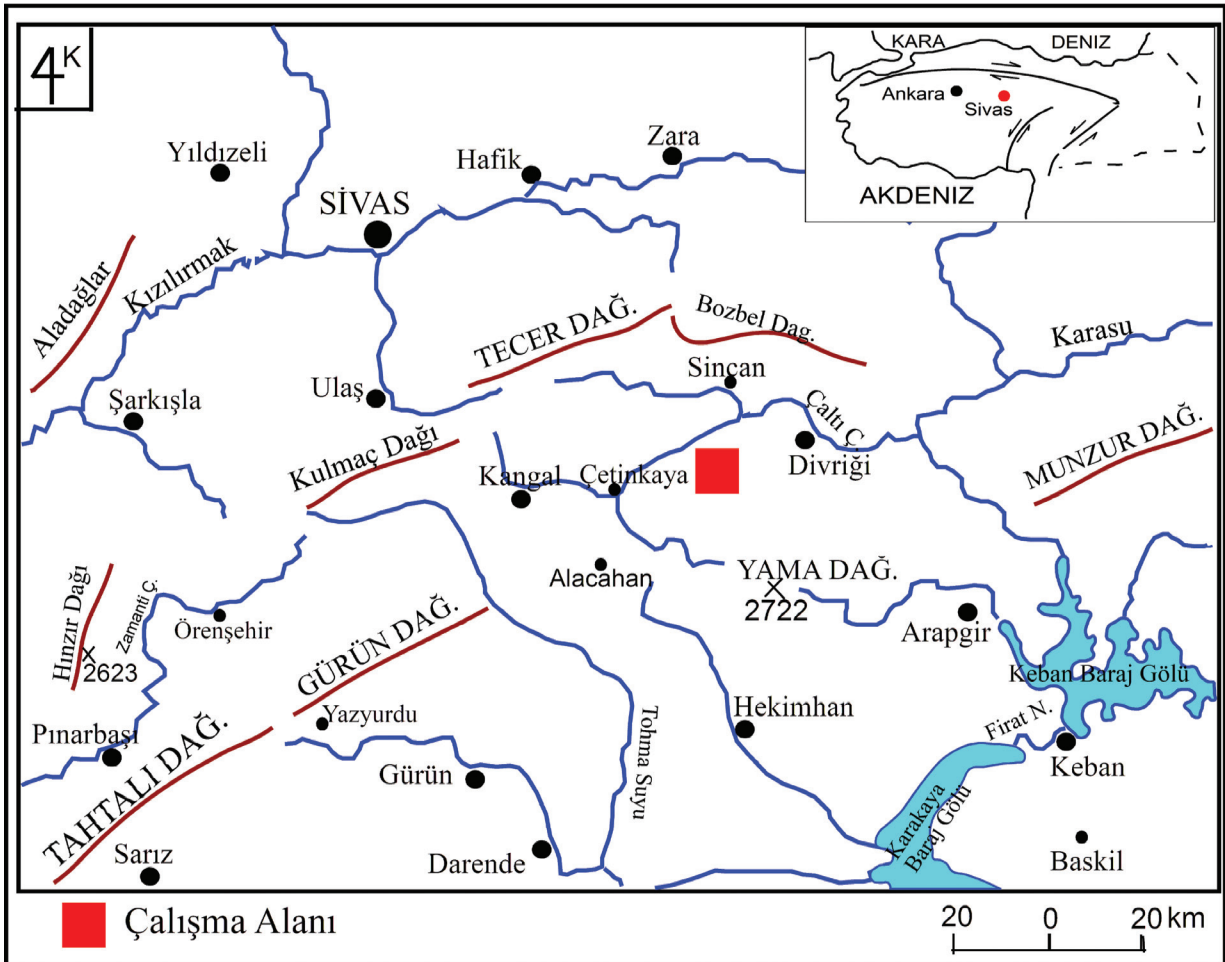 4K
KARA DENIZ
Ankara
Sivas
AKDENIZ
Yıldızeli
Hafik
Zara
SİVAS
Kızılırmak
Aladağlar
TECER DAĞ.
Bozbel Dag.
Karasu
Sincan
Ulaş
Şarkışla
Çaltı Ç.
Kulmaç Dağı
Divriği
MUNZUR DAĞ.
Kangal
Çetinkaya
Alacahan
YAMA DAĞ.
2722
Hınzır Dağı
Zamanti Ç.
Örenşehir
Arapgir
2623
GÜRÜN DAĞ.
Keban Baraj Gölü
Yazyurdu
Tohma Suyu
Hekimhan
Firat N.
Pınarbaşı
TAHTALI DAĞ.
Gürün
Keban
Karakaya
Baraj Gölü
Darende
Baskil
Sarız
Çalışma Alanı
20 0 20 km